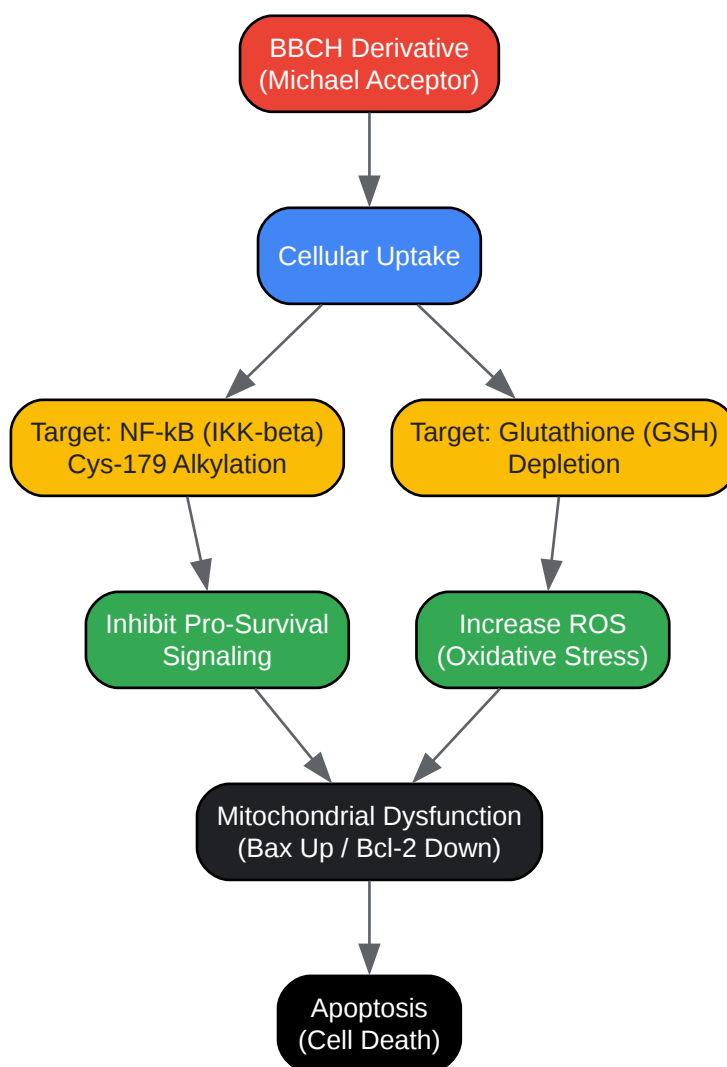 BBCH Derivative
(Michael Acceptor)
Cellular Uptake
Target: NF-kB (IKK-beta)
Cys-179 Alkylation
Target: Glutathione (GSH)
Depletion
Inhibit Pro-Survival
Signaling
Increase ROS
(Oxidative Stress)
Mitochondrial Dysfunction
(Bax Up / Bcl-2 Down)
Apoptosis
(Cell Death)